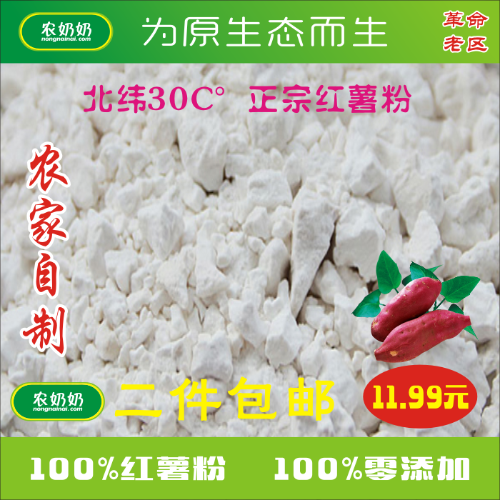 农奶奶
nongnainai.com
为原生态而生
革命
老区
北纬30C°正宗红薯粉
农家自制
农奶奶
nongnainai.com
二件包邮
11.99元
100%红薯粉 100%零添加